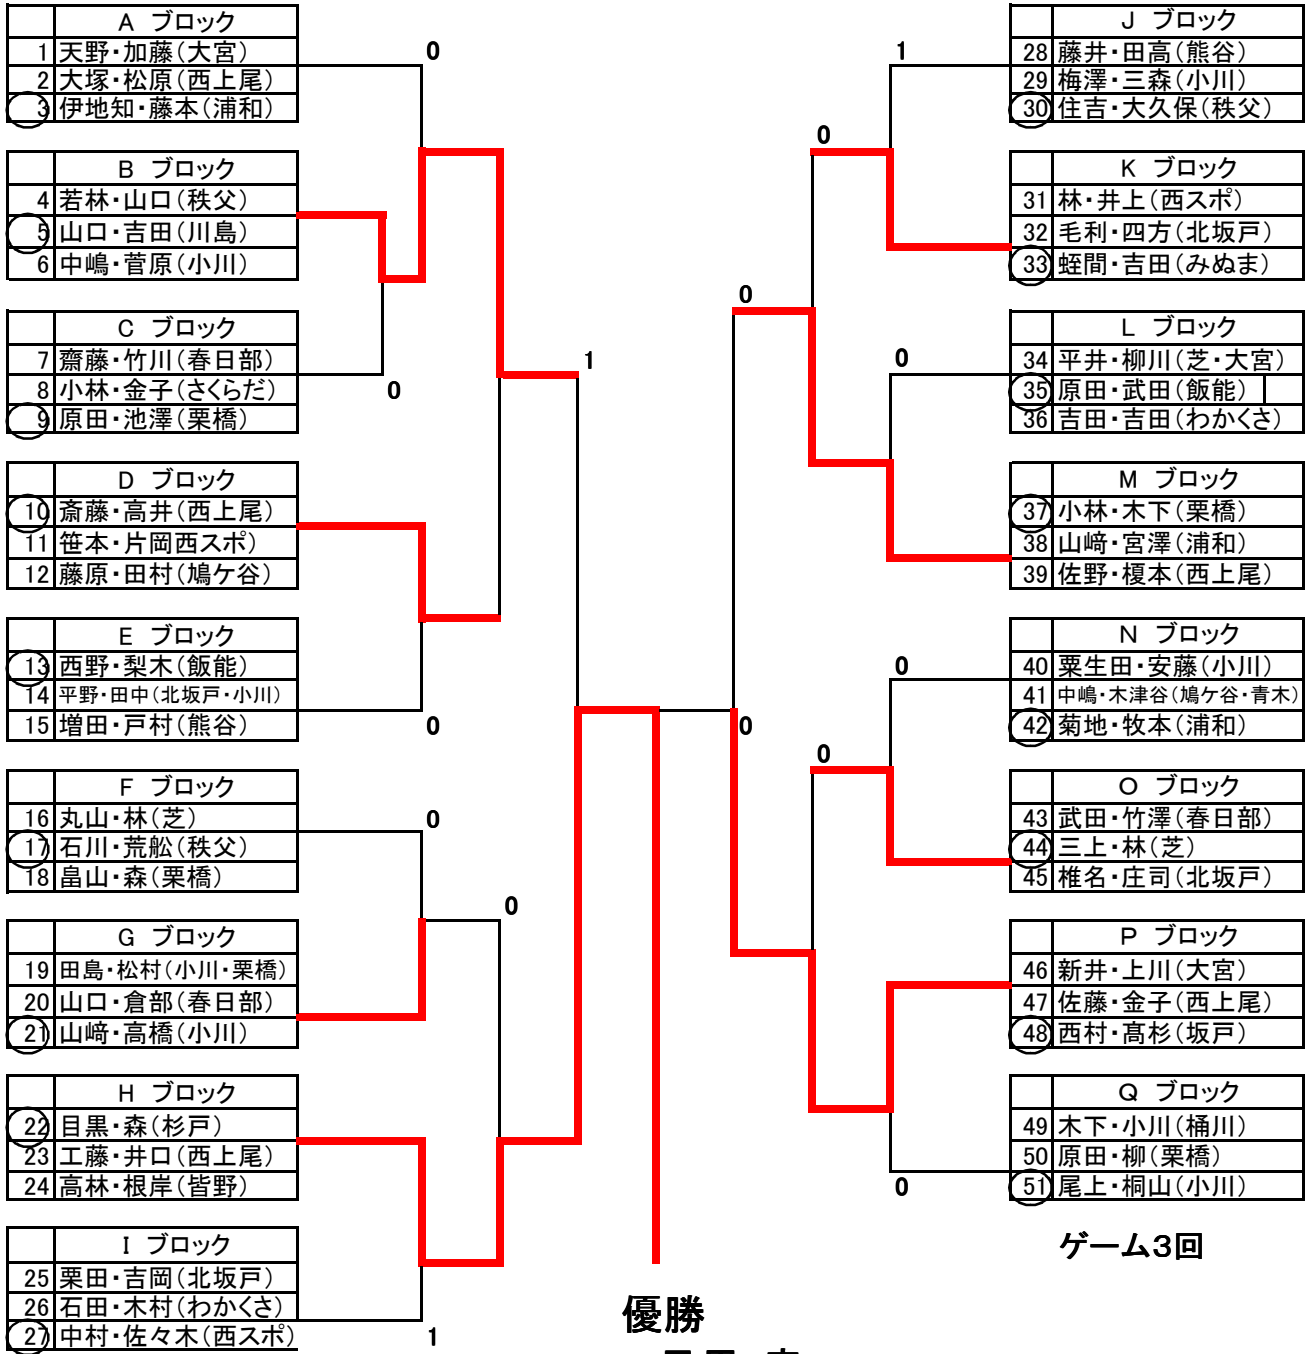 A ブロック
1 天野・加藤(大宮)
2 大塚・松原(西上尾)
3 伊地知・藤本(浦和)
B ブロック
4 若林・山口(秩父)
5 山口・吉田(川島)
6 中嶋・菅原(小川)
C ブロック
7 齋藤・竹川(春日部)
8 小林・金子(さくらだ)
9 原田・池澤(栗橋)
D ブロック
10 斎藤・高井(西上尾)
11 笹本・片岡西スポ)
12 藤原・田村(鳩ケ谷)
E ブロック
13 西野・梨木(飯能)
14 平野・田中(北坂戸・小川)
15 増田・戸村(熊谷)
F ブロック
16 丸山・林(芝)
17 石川・荒舩(秩父)
18 畠山・森(栗橋)
G ブロック
19 田島・松村(小川・栗橋)
20 山口・倉部(春日部)
21 山﨑・高橋(小川)
H ブロック
22 目黒・森(杉戸)
23 工藤・井口(西上尾)
24 高林・根岸(皆野)
I ブロック
25 栗田・吉岡(北坂戸)
26 石田・木村(わかくさ)
27 中村・佐々木(西スポ)
0
0
1
0
0
0
1
1
0
0
0
0
0
0
0
J ブロック
28 藤井・田高(熊谷)
29 梅澤・三森(小川)
30 住吉・大久保(秩父)
K ブロック
31 林・井上(西スポ)
32 毛利・四方(北坂戸)
33 蛭間・吉田(みぬま)
L ブロック
34 平井・柳川(芝・大宮)
35 原田・武田(飯能)
36 吉田・吉田(わかくさ)
M ブロック
37 小林・木下(栗橋)
38 山﨑・宮澤(浦和)
39 佐野・榎本(西上尾)
N ブロック
40 粟生田・安藤(小川)
41 中嶋・木津谷(鳩ケ谷・青木)
42 菊地・牧本(浦和)
O ブロック
43 武田・竹澤(春日部)
44 三上・林(芝)
45 椎名・庄司(北坂戸)
P ブロック
46 新井・上川(大宮)
47 佐藤・金子(西上尾)
48 西村・髙杉(坂戸)
Q ブロック
49 木下・小川(桶川)
50 原田・柳(栗橋)
51 尾上・桐山(小川)
ゲーム3回
優勝